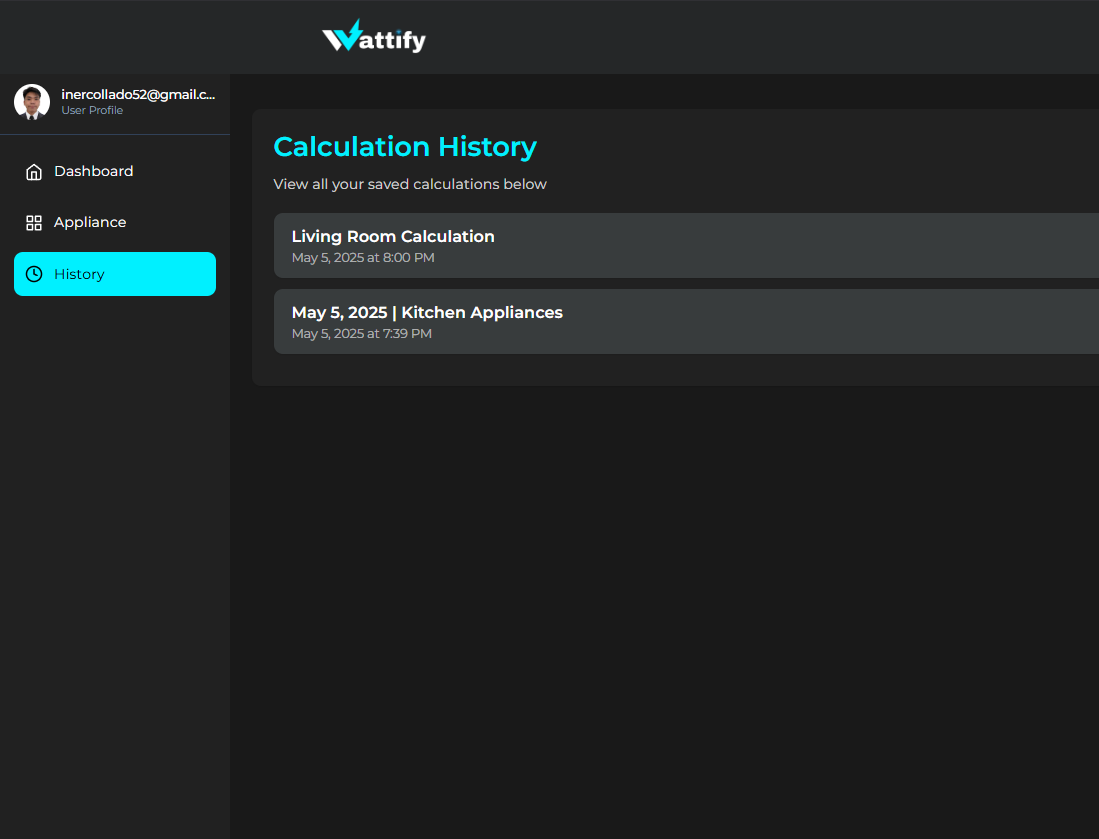 Wattify
inercollado52@gmail.c...
User Profile
Dashboard
Appliance
History
Calculation History
View all your saved calculations below
Living Room Calculation
May 5, 2025 at 8:00 PM
May 5, 2025 | Kitchen Appliances
May 5, 2025 at 7:39 PM